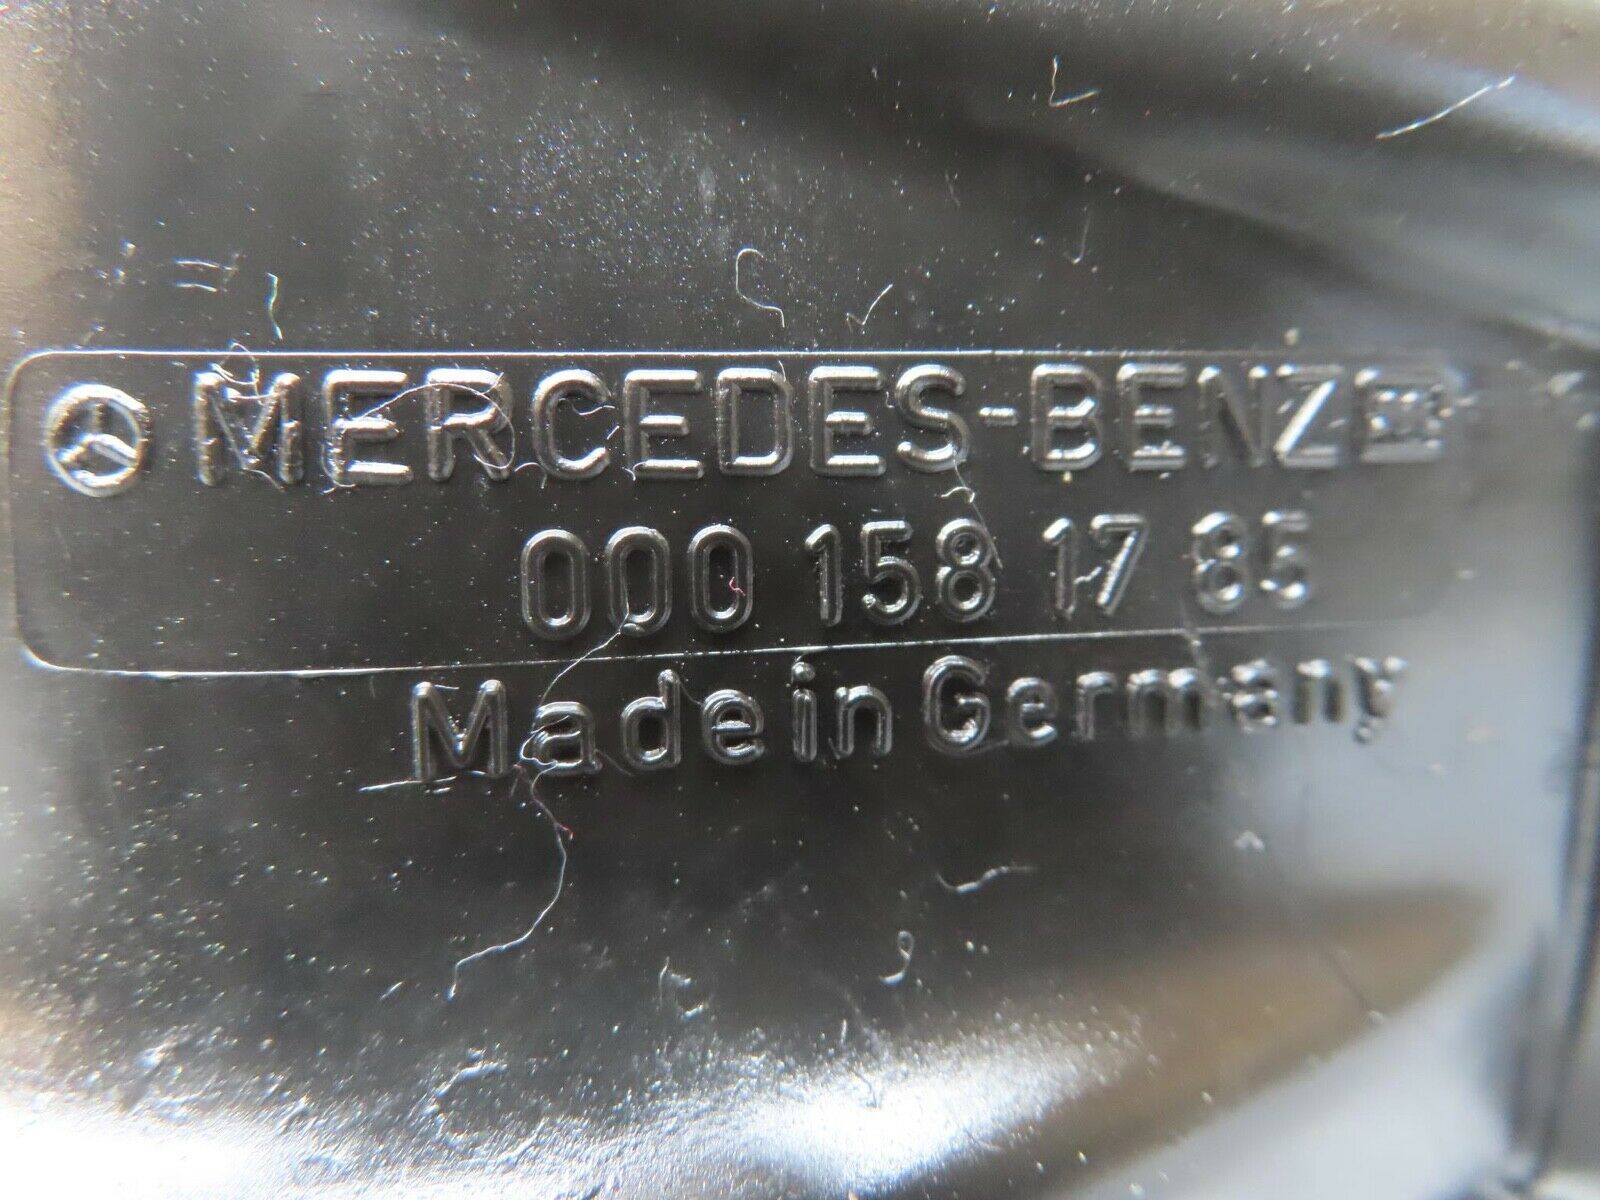 MERCEDES-BENZ
000 158 17 85
Made in Germany